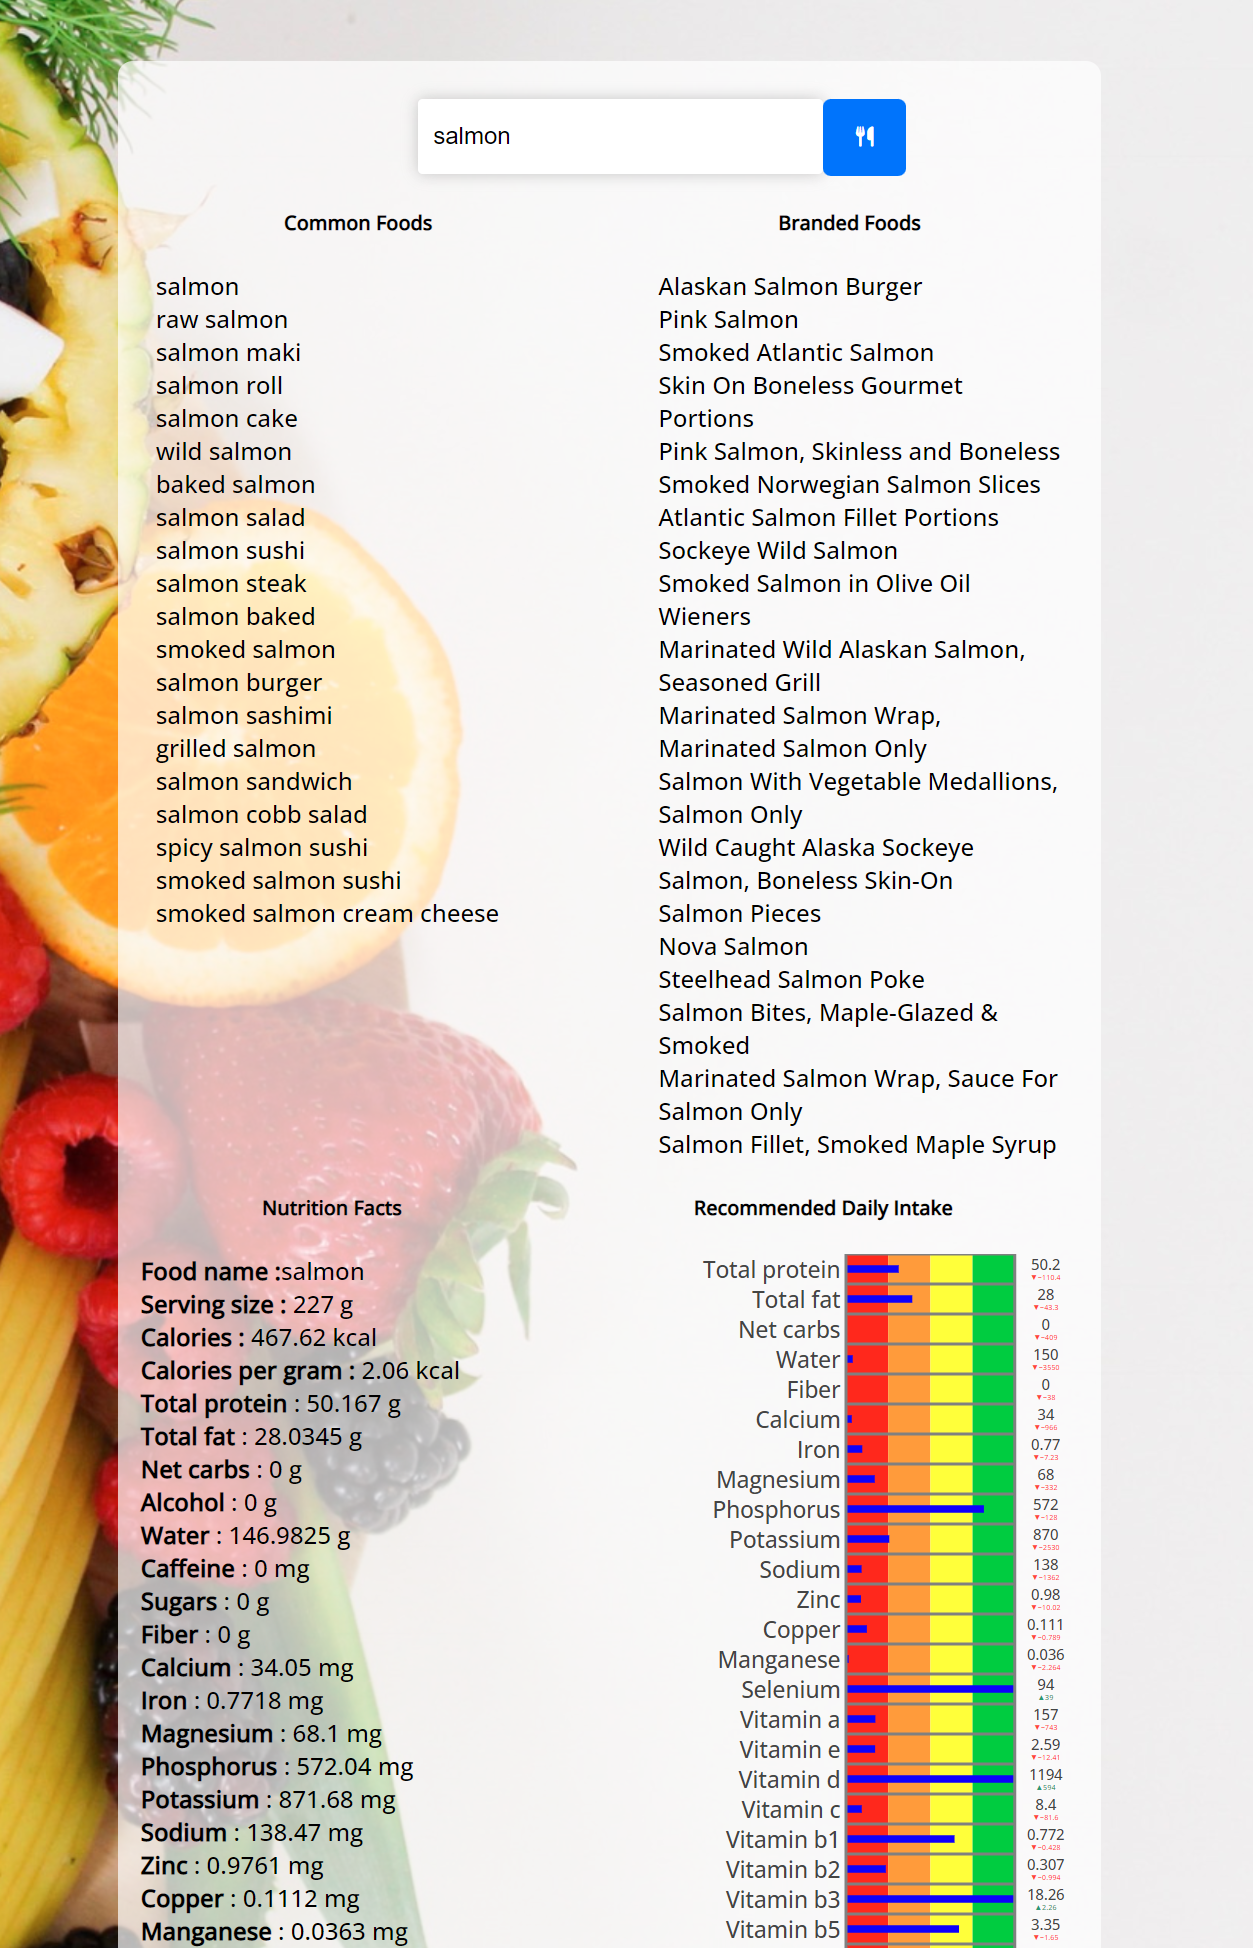 salmon
Common Foods
salmon
raw salmon
salmon maki
salmon roll
salmon cake
wild salmon
baked salmon
salmon salad
salmon sushi
salmon steak
salmon baked
smoked salmon
salmon burger
salmon sashimi
grilled salmon
salmon sandwich
salmon cobb salad
spicy salmon sushi
smoked salmon sushi
smoked salmon cream cheese
Branded Foods
Alaskan Salmon Burger
Pink Salmon
Smoked Atlantic Salmon
Skin On Boneless Gourmet
Portions
Pink Salmon, Skinless and Boneless
Smoked Norwegian Salmon Slices
Atlantic Salmon Fillet Portions
Sockeye Wild Salmon
Smoked Salmon in Olive Oil
Wieners
Marinated Wild Alaskan Salmon,
Seasoned Grill
Marinated Salmon Wrap,
Marinated Salmon Only
Salmon With Vegetable Medallions,
Salmon Only
Wild Caught Alaska Sockeye
Salmon, Boneless Skin-On
Salmon Pieces
Nova Salmon
Steelhead Salmon Poke
Salmon Bites, Maple-Glazed &
Smoked
Marinated Salmon Wrap, Sauce For
Salmon Only
Salmon Fillet, Smoked Maple Syrup
Nutrition Facts
Food name :salmon
Serving size : 227 g
Calories : 467.62 kcal
Calories per gram : 2.06 kcal
Total protein : 50.167 g
Total fat : 28.0345 g
Net carbs : 0 g
Alcohol : 0 g
Water : 146.9825 g
Caffeine : 0 mg
Sugars : 0 g
Fiber : 0 g
Calcium : 34.05 mg
Iron : 0.7718 mg
Magnesium : 68.1 mg
Phosphorus : 572.04 mg
Potassium : 871.68 mg
Sodium : 138.47 mg
Zinc : 0.9761 mg
Copper : 0.1112 mg
Manganese : 0.0363 mg
Recommended Daily Intake
Total protein 50.2
▼−110.4
Total fat 28
▼−43.3
Net carbs 0
▼−409
Water 150
▼−3550
Fiber 0
▼−38
Calcium 34
▼−966
Iron 0.77
▼−7.23
Magnesium 68
▼−332
Phosphorus 572
▼−128
Potassium 870
▼−2530
Sodium 138
▼−1362
Zinc 0.98
▼−10.02
Copper 0.111
▼−0.789
Manganese 0.036
▼−2.264
Selenium 94
▲39
Vitamin a 157
▼−743
Vitamin e 2.59
▼−12.41
Vitamin d 1194
▲594
Vitamin c 8.4
▼−81.6
Vitamin b1 0.772
▼−0.428
Vitamin b2 0.307
▼−0.994
Vitamin b3 18.26
▲2.26
Vitamin b5 3.35
▼−1.65